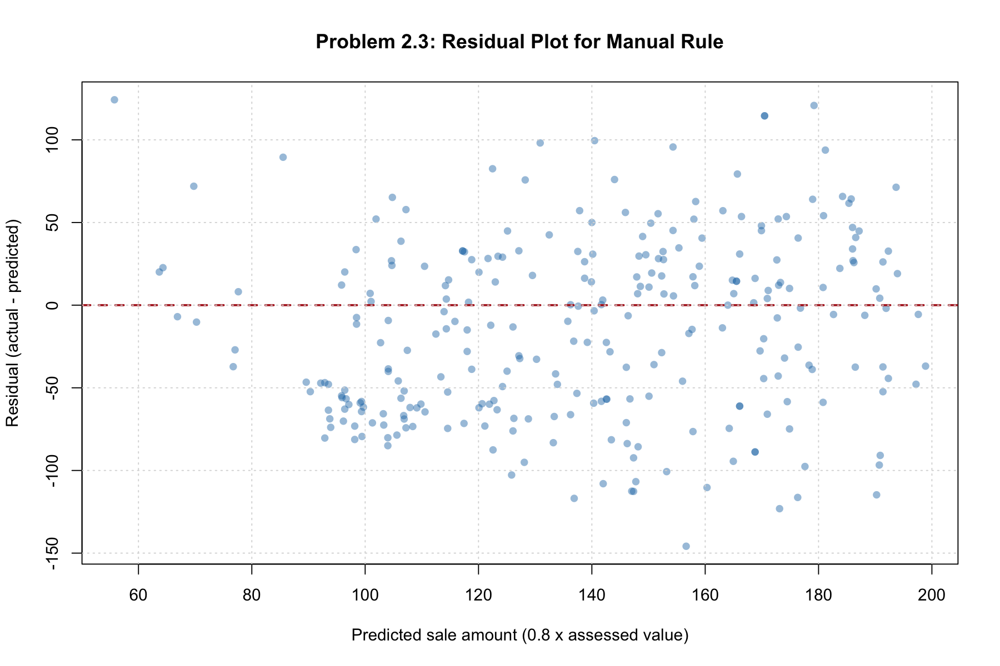 Problem 2.3: Residual Plot for Manual Rule
Residual (actual - predicted)
100
50
0
-50
-100
-150
60 80 100 120 140 160 180 200
Predicted sale amount (0.8 x assessed value)